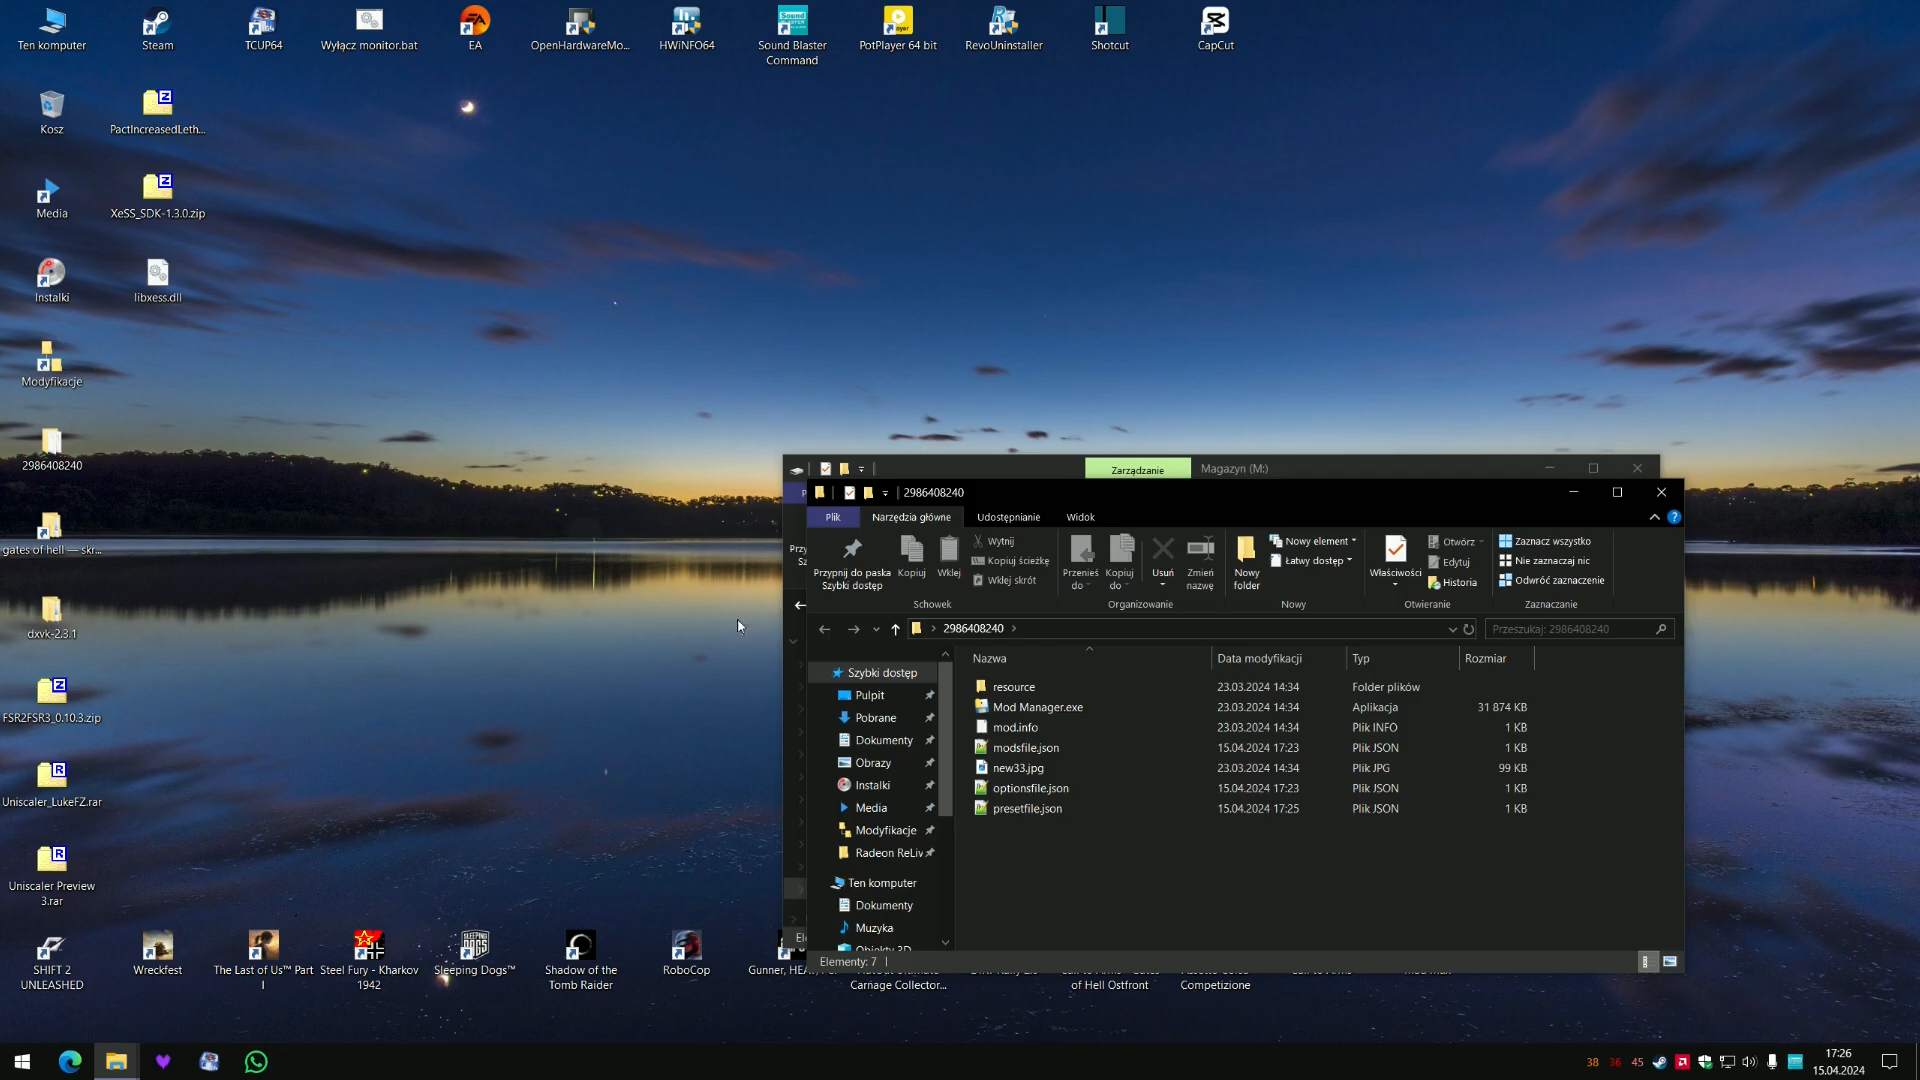 Ten komputer
Steam
TCUP64
Wyłącz monitor.bat
EA
OpenHardwareMo...
HWiNFO64
Sound Blaster
Command
PotPlayer 64 bit
RevoUninstaller
Shotcut
CapCut
Kosz
PactIncreasedLeth...
Media
XeSS_SDK-1.3.0.zip
Instalki
libxess.dll
Modyfikacje
2986408240
gates of hell — skr...
dxvk-2.3.1
FSR2FSR3_0.10.3.zip
Uniscaler_LukeFZ.rar
Uniscaler Preview
3.rar
SHIFT 2
UNLEASHED
Wreckfest
The Last of Us™ Part
I
Steel Fury - Kharkov
1942
Sleeping Dogs™
Shadow of the
Tomb Raider
RoboCop
Carnage Collector...
of Hell Ostfront
Competizione
Zarządzanie
Magazyn (M:)
2986408240
Plik
Narzędzia główne
Udostępnianie
Widok
Przypnij do paska
Szybki dostęp
Kopiuj
Wklej
Wytnij
Kopiuj ścieżkę
Wklej skrót
Schowek
Przenieś
do
Kopiuj
do
Usuń
Zmień
nazwę
Organizowanie
Nowy
folder
Nowy element
Łatwy dostęp
Nowy
Właściwości
Otwórz
Edytuj
Historia
Otwieranie
Zaznacz wszystko
Nie zaznaczaj nic
Odwróć zaznaczenie
Zaznaczanie
2986408240
Przeszukaj: 2986408240
Szybki dostęp
Pulpit
Pobrane
Dokumenty
Obrazy
Instalki
Media
Modyfikacje
Radeon ReLiv
Ten komputer
Dokumenty
Muzyka
Nazwa Data modyfikacji Typ Rozmiar
resource 23.03.2024 14:34 Folder plików
Mod Manager.exe 23.03.2024 14:34 Aplikacja 31 874 KB
mod.info 23.03.2024 14:34 Plik INFO 1 KB
modsfile.json 15.04.2024 17:23 Plik JSON 1 KB
new33.jpg 23.03.2024 14:34 Plik JPG 99 KB
optionsfile.json 15.04.2024 17:23 Plik JSON 1 KB
presetfile.json 15.04.2024 17:25 Plik JSON 1 KB
Elementy: 7
38 36 45
17:26
15.04.2024